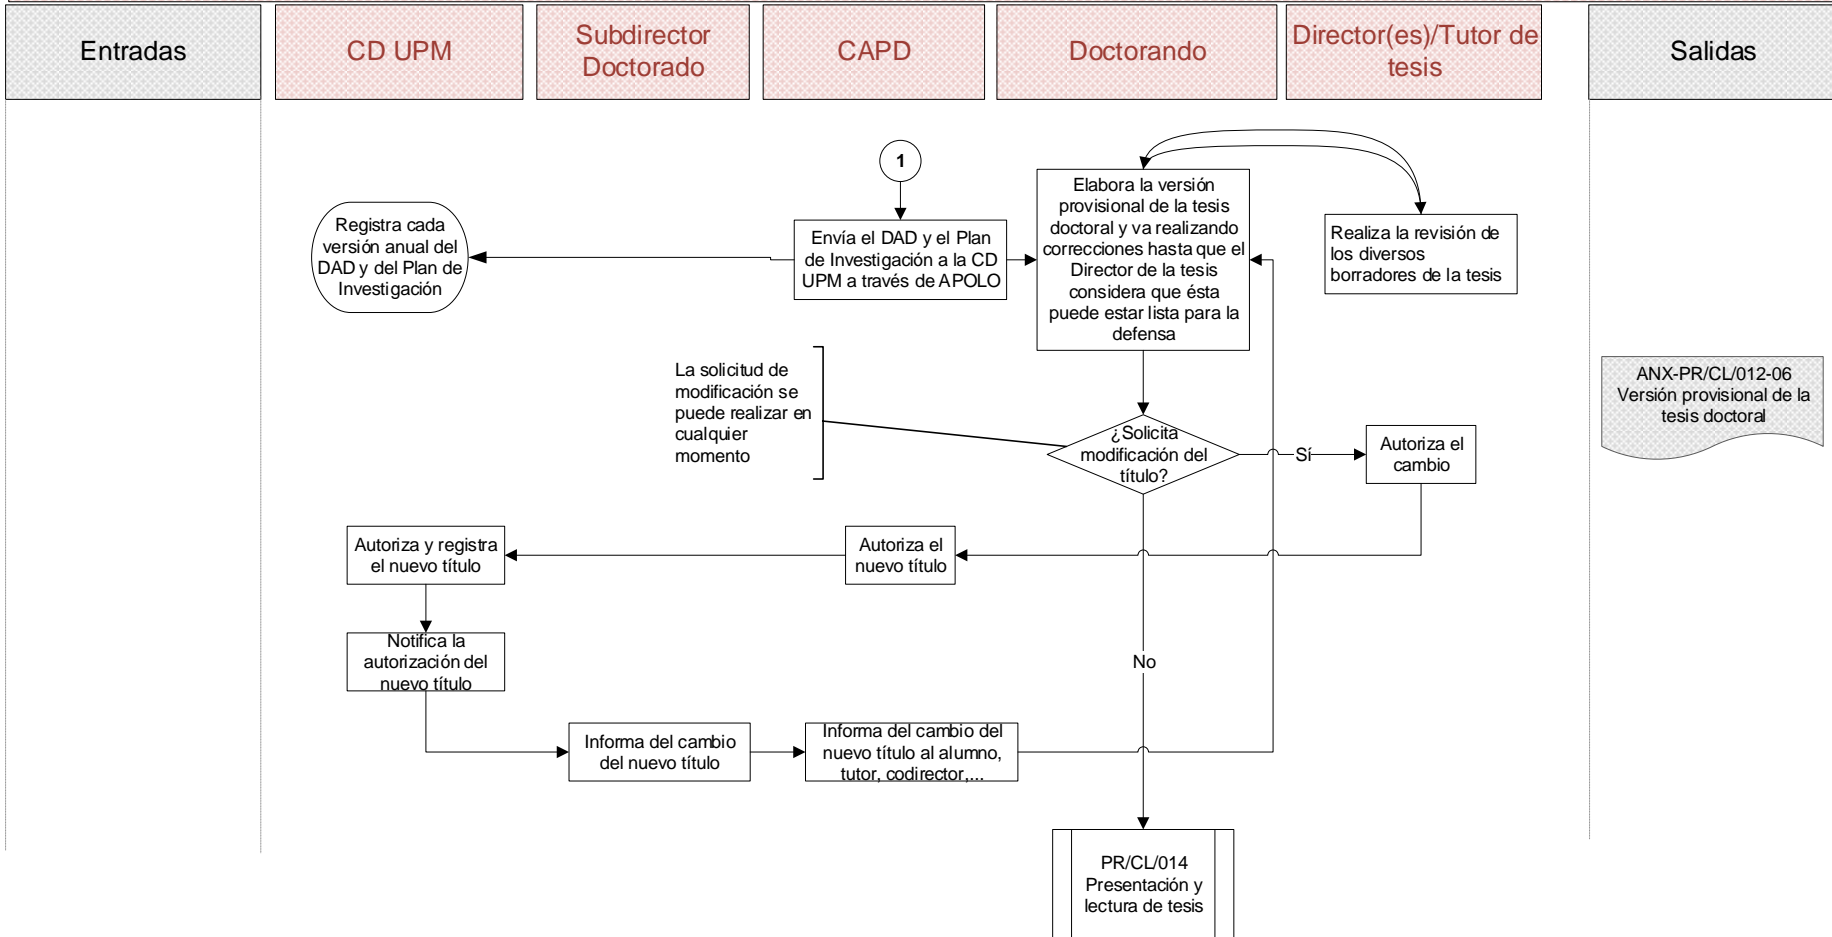 Entradas
CD UPM
Subdirector
Doctorado
CAPD
Doctorando
Director(es)/Tutor de
tesis
Salidas
1
Registra cada
versión anual del
DAD y del Plan de
Investigación
Envía el DAD y el Plan
de Investigación a la CD
UPM a través de APOLO
Elabora la versión
provisional de la tesis
doctoral y va realizando
correcciones hasta que el
Director de la tesis
considera que ésta
puede estar lista para la
defensa
Realiza la revisión de
los diversos
borradores de la tesis
La solicitud de
modificación se
puede realizar en
cualquier
momento
ANX-PR/CL/012-06
Versión provisional de la
tesis doctoral
¿Solicita
modificación del
título?
Sí
Autoriza el
cambio
Autoriza y registra
el nuevo título
Autoriza el
nuevo título
Notifica la
autorización del
nuevo título
No
Informa del cambio
del nuevo título
Informa del cambio del
nuevo título al alumno,
tutor, codirector,...
PR/CL/014
Presentación y
lectura de tesis